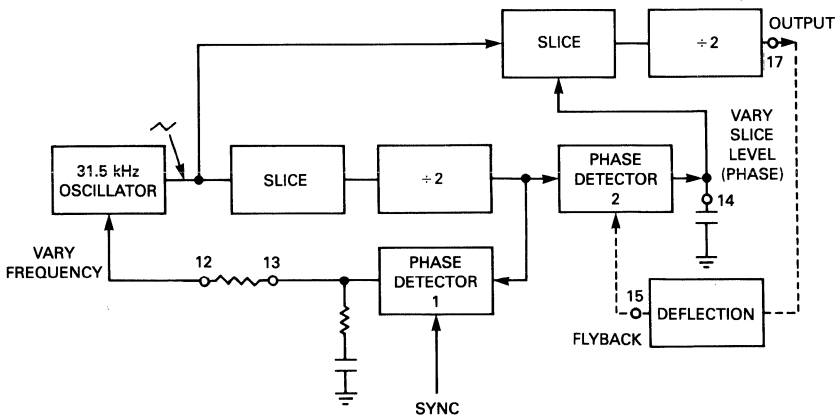 OUTPUT
SLICE
÷2
17
VARY
SLICE
LEVEL
(PHASE)
31.5 kHz
OSCILLATOR
SLICE
÷2
PHASE
DETECTOR
2
14
VARY
FREQUENCY
12
13
PHASE
DETECTOR
1
15
DEFLECTION
FLYBACK
SYNC